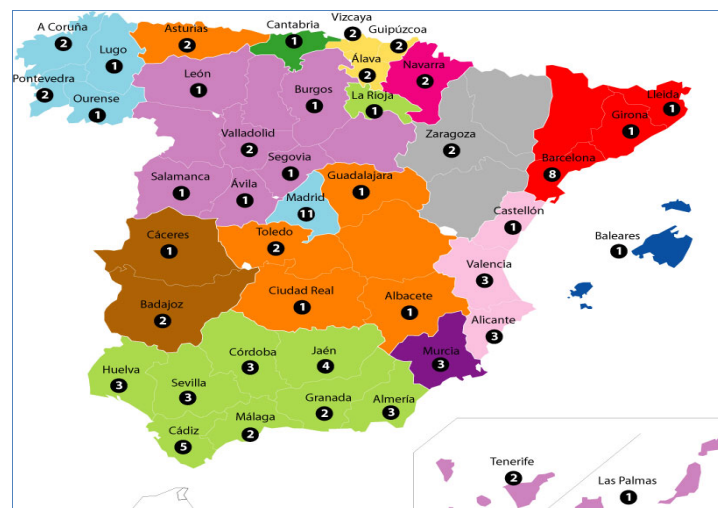 Vizcaya
2
Guipúzcoa
2
A Coruña
2
Asturias
2
Cantabria
1
Lugo
1
Álava
2
Navarra
2
Pontevedra
2
León
1
Burgos
1
La Rioja
1
Lleida
1
Ourense
1
Girona
1
Valladolid
2
Zaragoza
2
Segovia
1
Barcelona
8
Salamanca
1
Ávila
1
Madrid
11
Guadalajara
1
Castellón
1
Cáceres
1
Toledo
2
Baleares
1
Valencia
3
Badajoz
2
Ciudad Real
1
Albacete
1
Alicante
3
Córdoba
3
Jaén
4
Murcia
3
Huelva
3
Sevilla
3
Granada
2
Almería
3
Cádiz
5
Málaga
2
Tenerife
2
Las Palmas
1